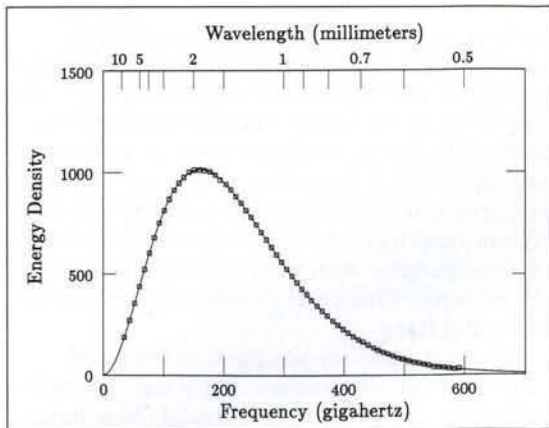 Wavelength (millimeters)
10 5 2 1 0.7 0.5
1500
1000
500
0
Energy Density
0 200 400 600
Frequency (gigahertz)